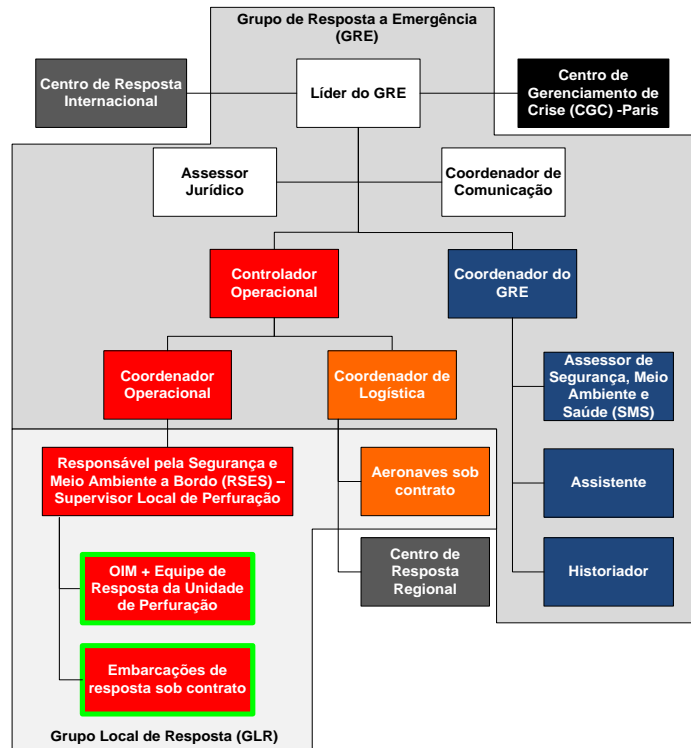 Grupo de Resposta a Emergência
(GRE)
Centro de Resposta
Internacional
Líder do GRE
Centro de
Gerenciamento de
Crise (CGC) -Paris
Assessor
Jurídico
Coordenador de
Comunicação
Controlador
Operacional
Coordenador do
GRE
Coordenador
Operacional
Coordenador de
Logística
Assessor de
Segurança, Meio
Ambiente e
Saúde (SMS)
Responsável pela Segurança e
Meio Ambiente a Bordo (RSES) –
Supervisor Local de Perfuração
Aeronaves sob
contrato
Assistente
OIM + Equipe de
Resposta da Unidade
de Perfuração
Centro de
Resposta
Regional
Historiador
Embarcações de
resposta sob contrato
Grupo Local de Resposta (GLR)